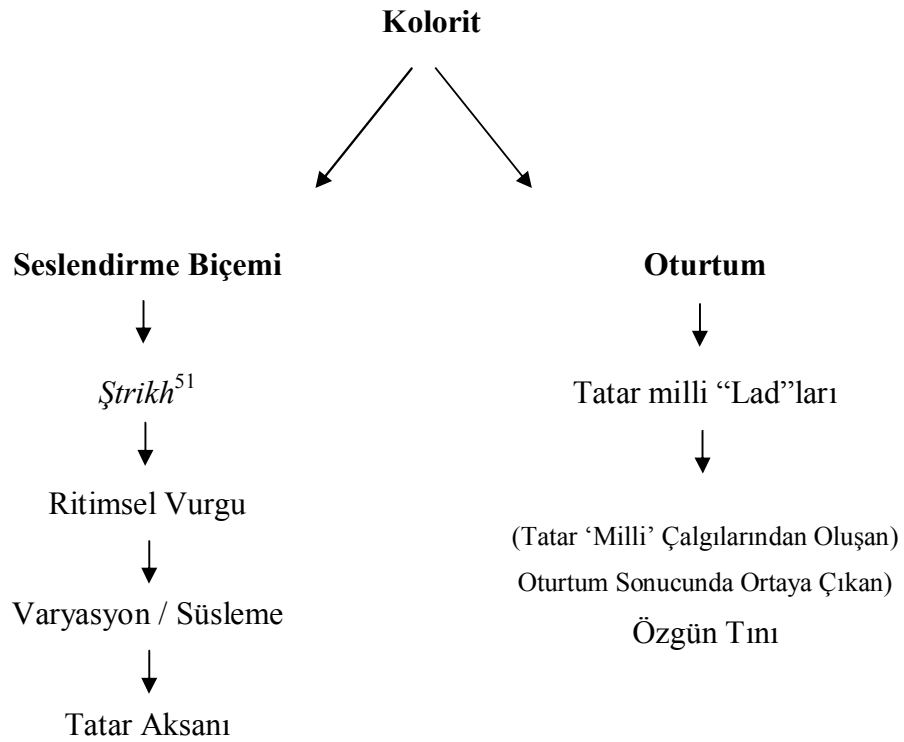 Kolorit
Seslendirme Biçemi
Ştrikh51
Ritimsel Vurgu
Varyasyon / Süsleme
Tatar Aksanı
Oturtum
Tatar milli “Lad”ları
(Tatar ‘Milli’ Çalgılarından Oluşan)
Oturtum Sonucunda Ortaya Çıkan)
Özgün Tını